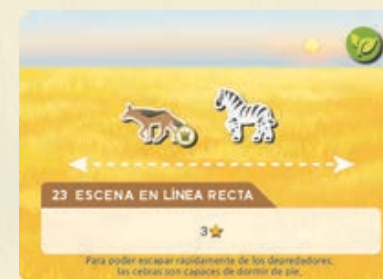 23 ESCENA EN LÍNEA RECTA
3
Para poder escapar rápidamente de los depredadores,
las cebras son capaces de dormir de pie.